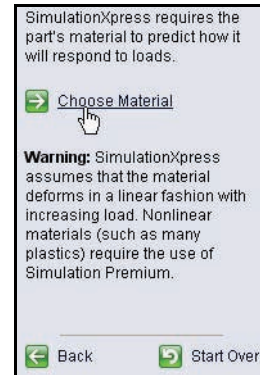 SimulationXpress requires the
part's material to predict how it
will respond to loads.
Choose Material
Warning: SimulationXpress
assumes that the material
deforms in a linear fashion with
increasing load. Nonlinear
materials (such as many
plastics) require the use of
Simulation Premium.
Back
Start Over